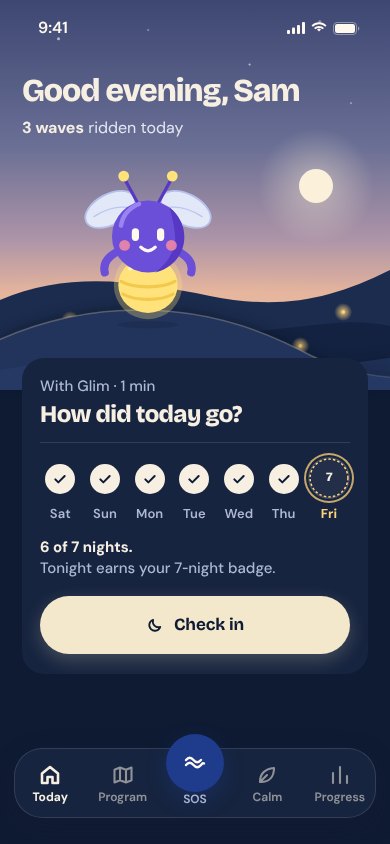 9:41
Good evening, Sam
3 waves ridden today
With Glim · 1 min
How did today go?
7
Sat Sun Mon Tue Wed Thu Fri
6 of 7 nights.
Tonight earns your 7-night badge.
Check in
Today Program SOS Calm Progress